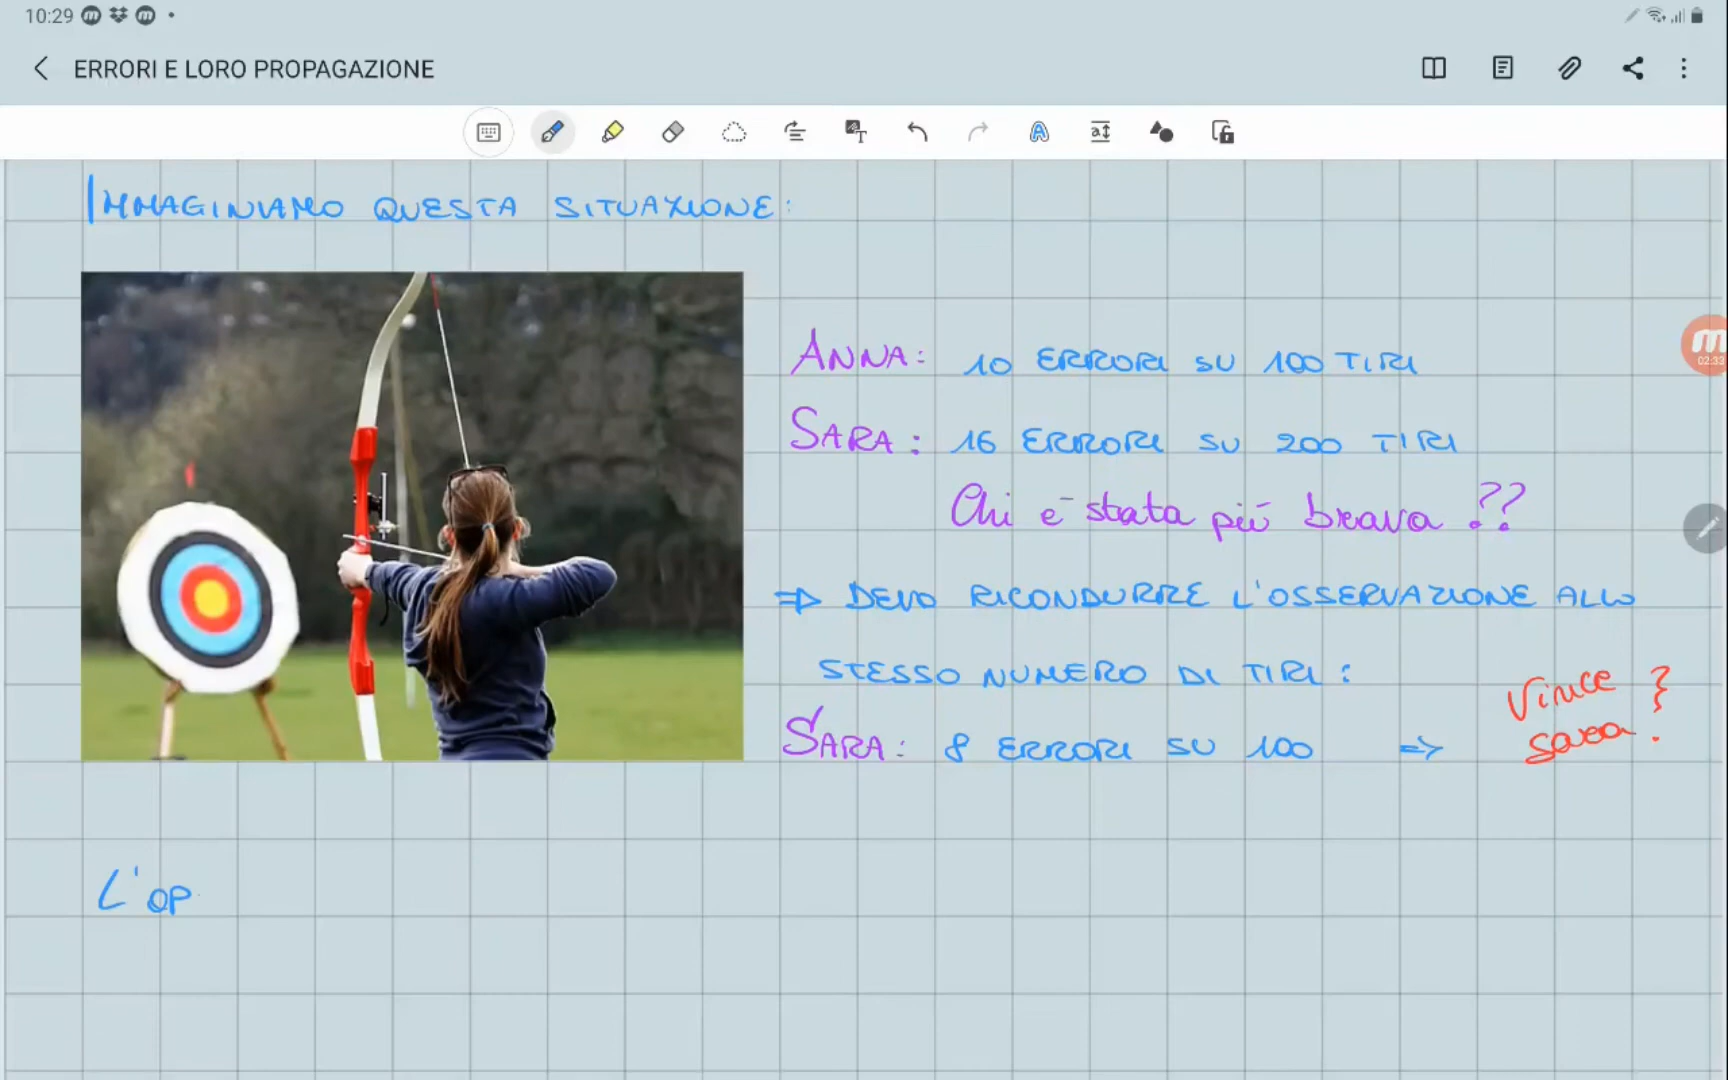 10:29
ERRORI E LORO PROPAGAZIONE
IMMAGINIAMO QUESTA SITUAZIONE:
ANNA: 10 ERRORI SU 100 TIRI
SARA: 16 ERRORI SU 200 TIRI
Chi è stata più brava ??
=> DEVO RICONDURRE L'OSSERVAZIONE ALLO
STESSO NUMERO DI TIRI:
SARA: 8 ERRORI SU 100 =>
Vince
Sara!
L'OP
02:32